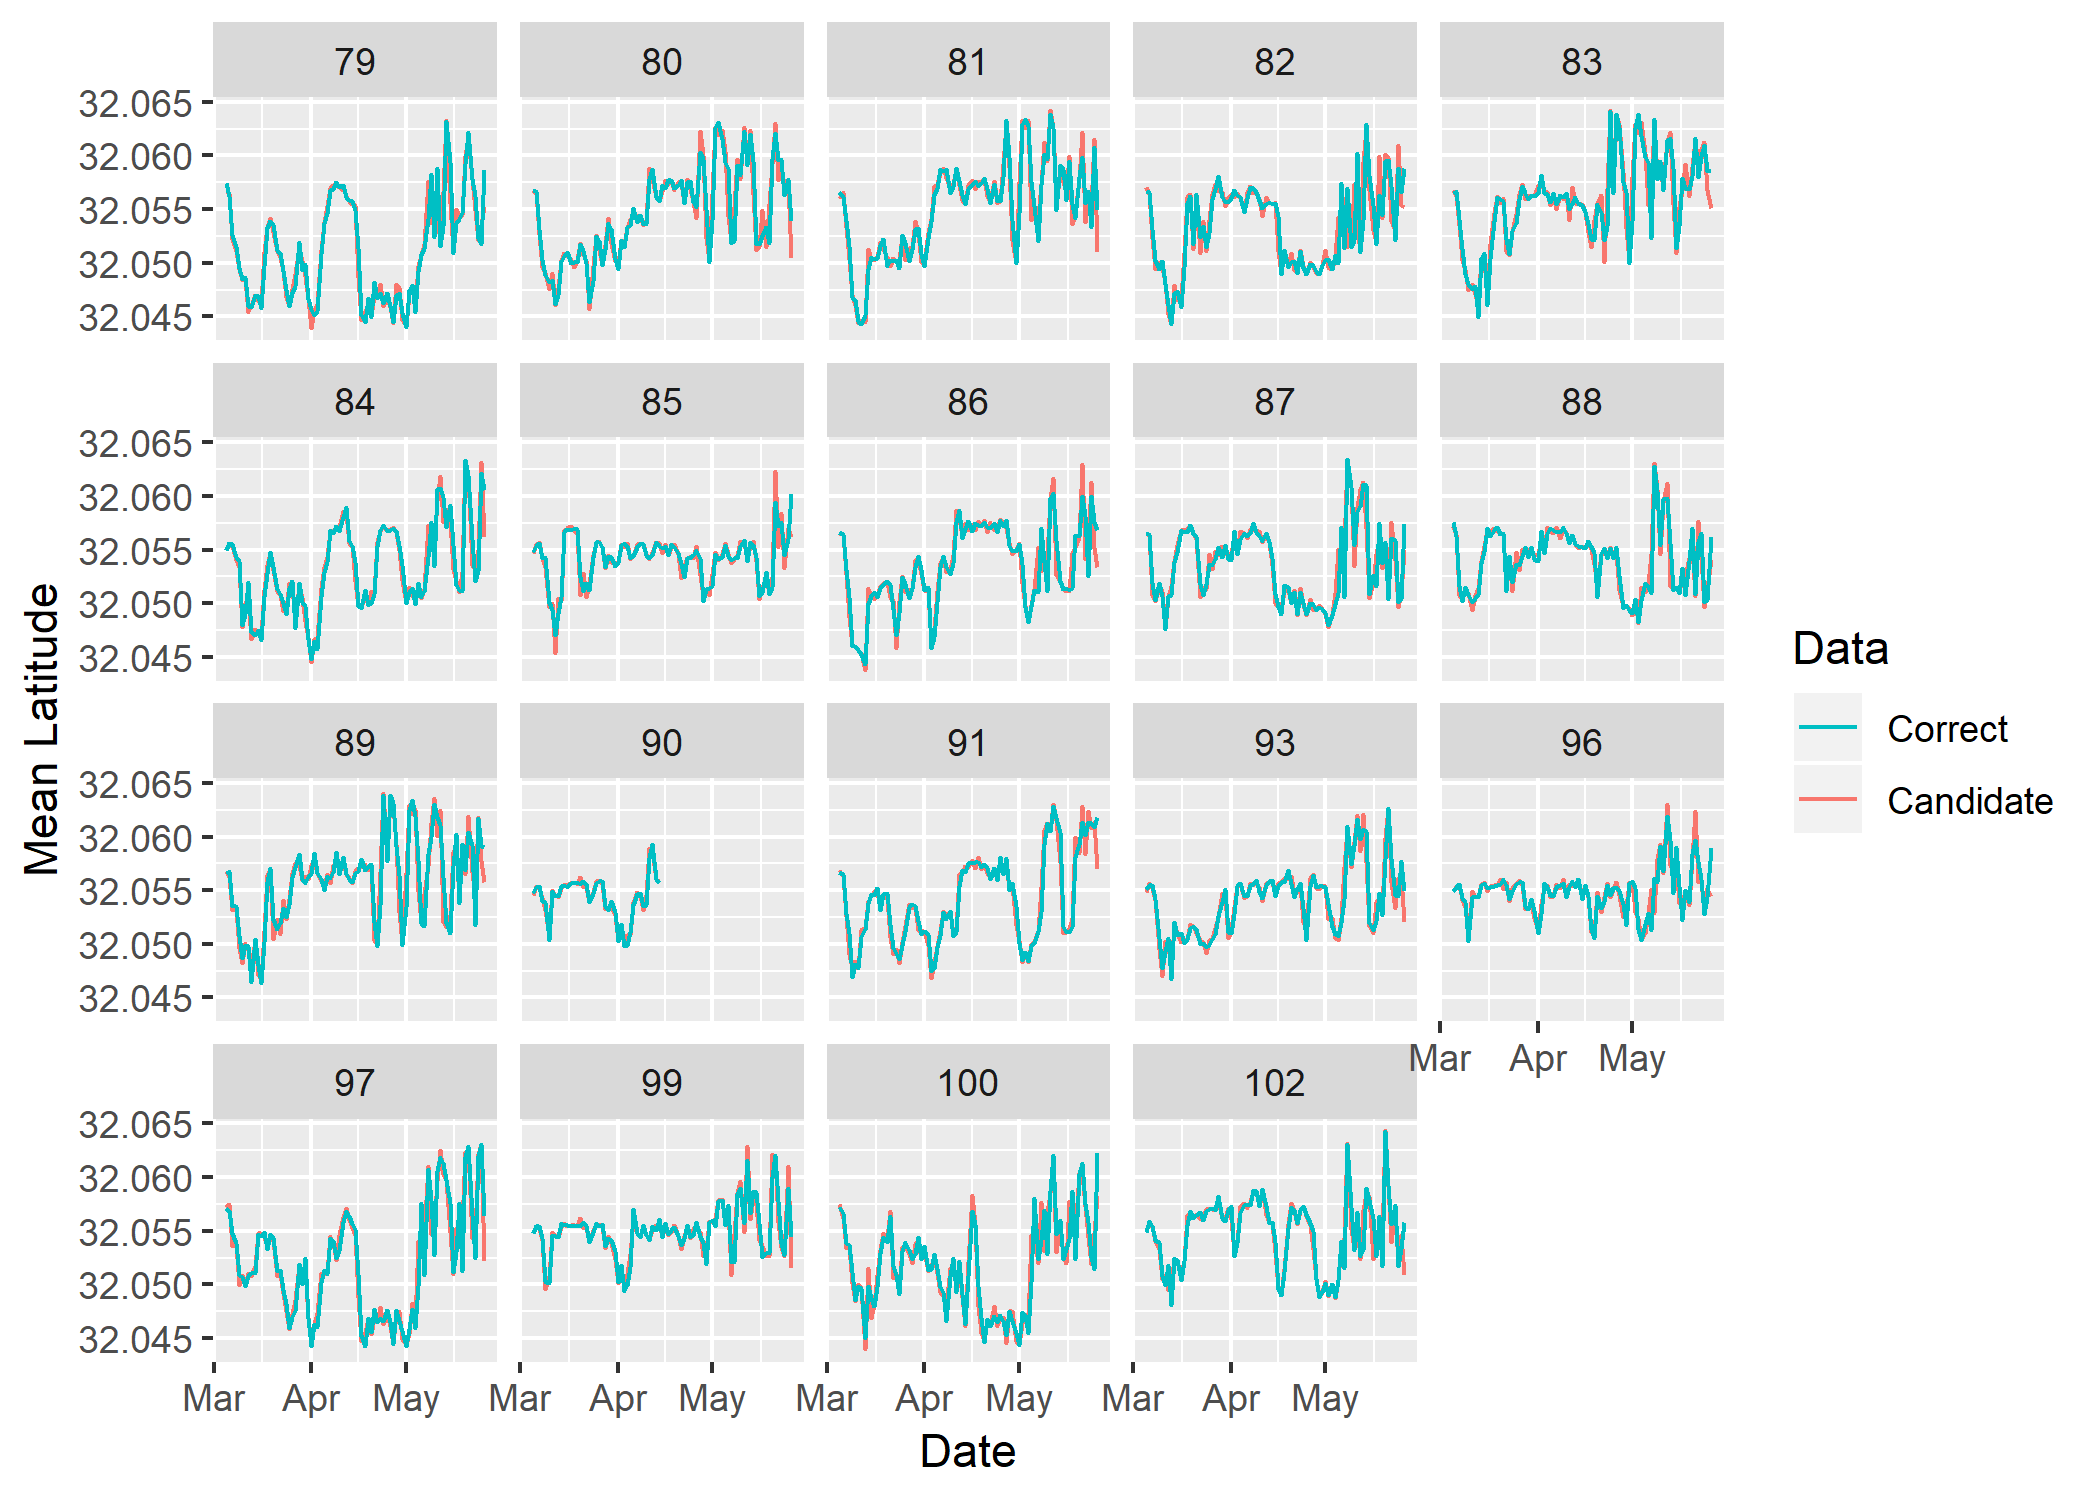 79 80 81 82 83
32.065
32.060
32.055
32.050
32.045
84 85 86 87 88
32.065
32.060
32.055
32.050
32.045
89 90 91 93 96
32.065
32.060
32.055
32.050
32.045
Mar Apr May
97 99 100 102
32.065
32.060
32.055
32.050
32.045
Mar Apr May Mar Apr May Mar Apr May Mar Apr May
Date
Mean Latitude
Data
Correct
Candidate